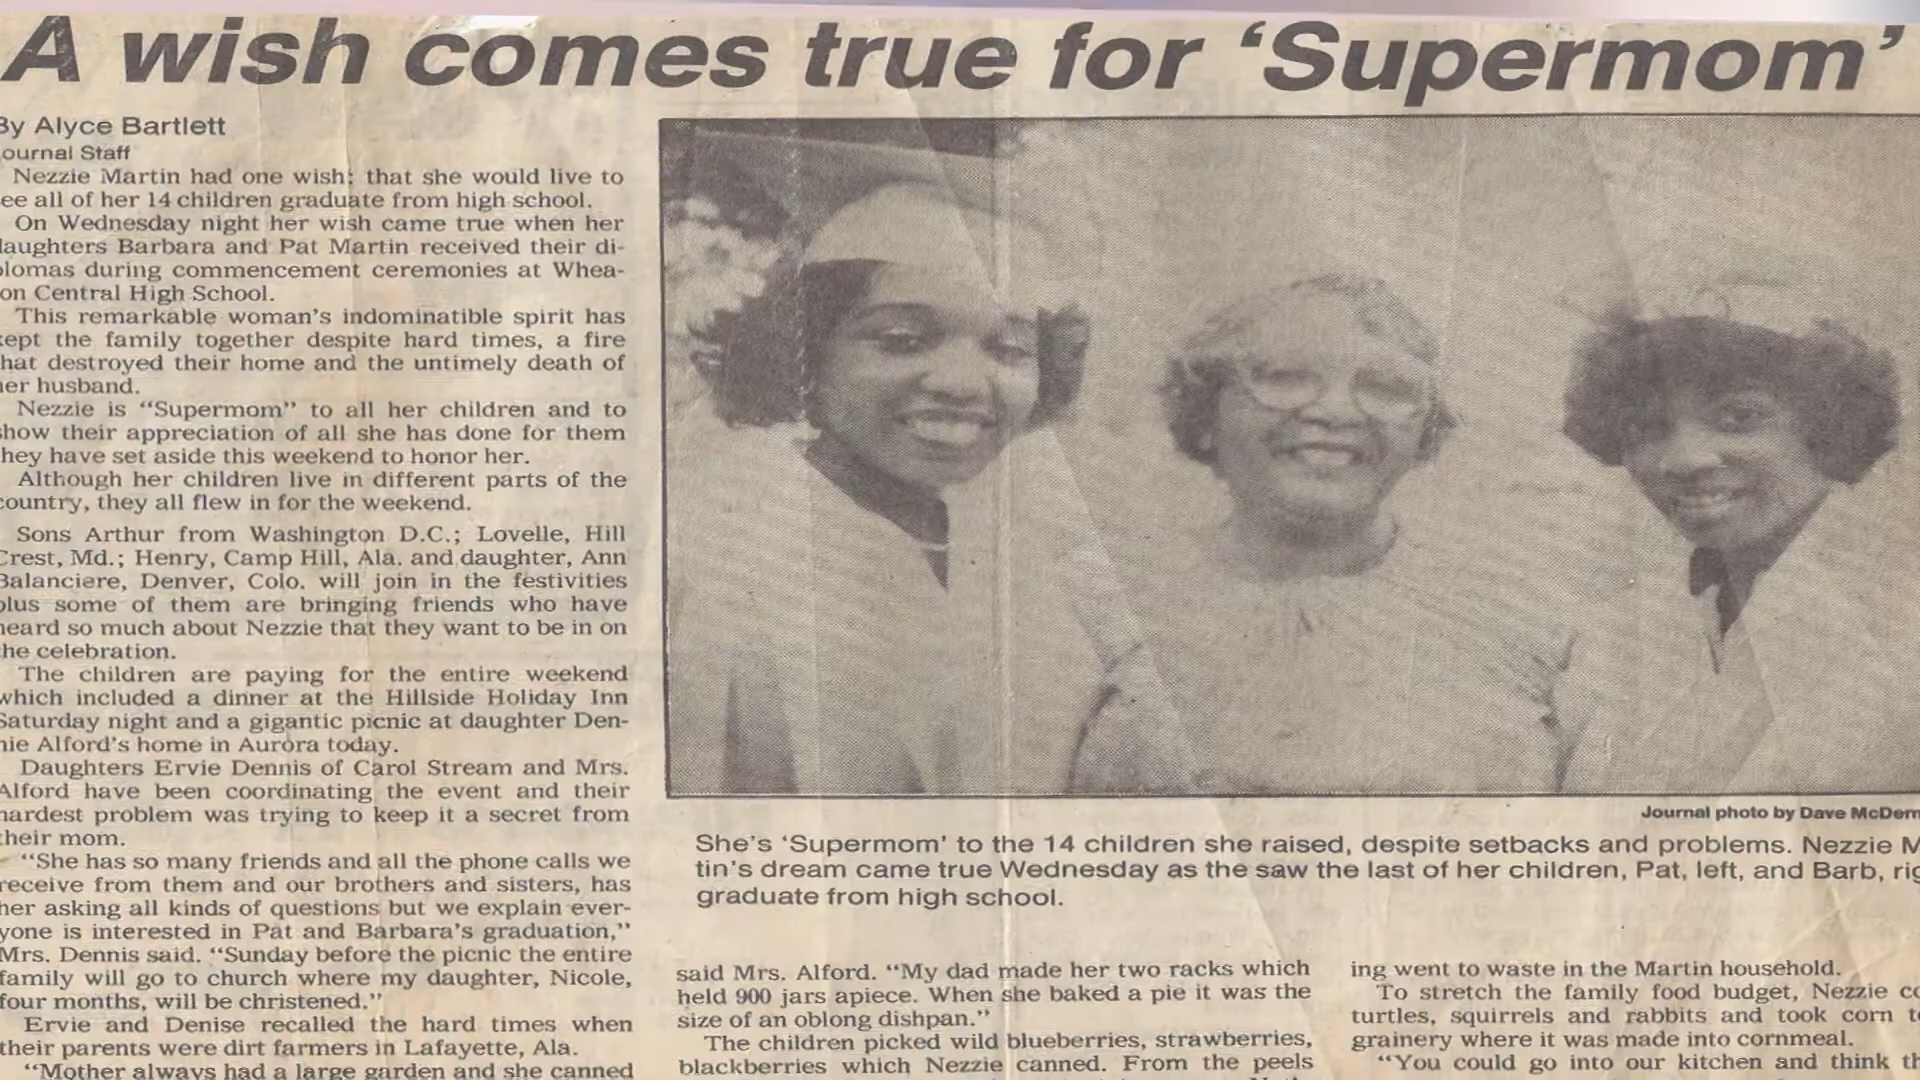 A wish comes true for ‘Supermom’
By Alyce Bartlett
ournal Staff
Nezzie Martin had one wish: that she would live to
ee all of her 14 children graduate from high school.
On Wednesday night her wish came true when her
daughters Barbara and Pat Martin received their di-
plomas during commencement ceremonies at Whea-
on Central High School.
This remarkable woman's indominatible spirit has
kept the family together despite hard times, a fire
that destroyed their home and the untimely death of
her husband.
Nezzie is “Supermom” to all her children and to
show their appreciation of all she has done for them
they have set aside this weekend to honor her.
Although her children live in different parts of the
country, they all flew in for the weekend.
Sons Arthur from Washington D.C.; Lovelle, Hill
Crest, Md.; Henry, Camp Hill, Ala. and daughter, Ann
Balanciere, Denver, Colo. will join in the festivities
plus some of them are bringing friends who have
heard so much about Nezzie that they want to be in on
the celebration.
The children are paying for the entire weekend
which included a dinner at the Hillside Holiday Inn
Saturday night and a gigantic picnic at daughter Den-
nie Alford's home in Aurora today.
Daughters Ervie Dennis of Carol Stream and Mrs.
Alford have been coordinating the event and their
hardest problem was trying to keep it a secret from
their mom.
“She has so many friends and all the phone calls we
receive from them and our brothers and sisters, has
her asking all kinds of questions but we explain ever-
yone is interested in Pat and Barbara's graduation,”
Mrs. Dennis said. “Sunday before the picnic the entire
family will go to church where my daughter, Nicole,
four months, will be christened.”
Ervie and Denise recalled the hard times when
their parents were dirt farmers in Lafayette, Ala.
“Mother always had a large garden and she canned
Journal photo by Dave McDerm
She's ‘Supermom’ to the 14 children she raised, despite setbacks and problems. Nezzie M
tin's dream came true Wednesday as the saw the last of her children, Pat, left, and Barb, rig
graduate from high school.
said Mrs. Alford. “My dad made her two racks which
held 900 jars apiece. When she baked a pie it was the
size of an oblong dishpan.”
The children picked wild blueberries, strawberries,
blackberries which Nezzie canned. From the peels
ing went to waste in the Martin household.
To stretch the family food budget, Nezzie co
turtles, squirrels and rabbits and took corn t
grainery where it was made into cornmeal.
“You could go into our kitchen and think th